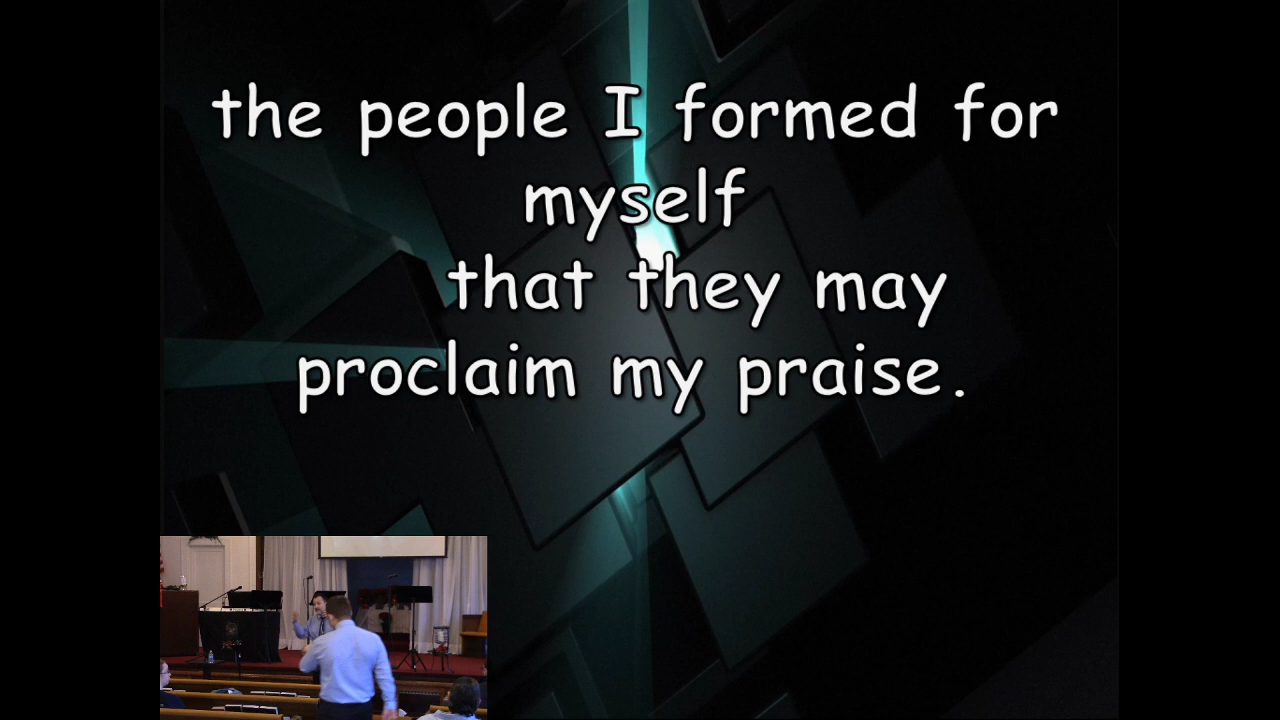 the people I formed for
myself
that they may
proclaim my praise.